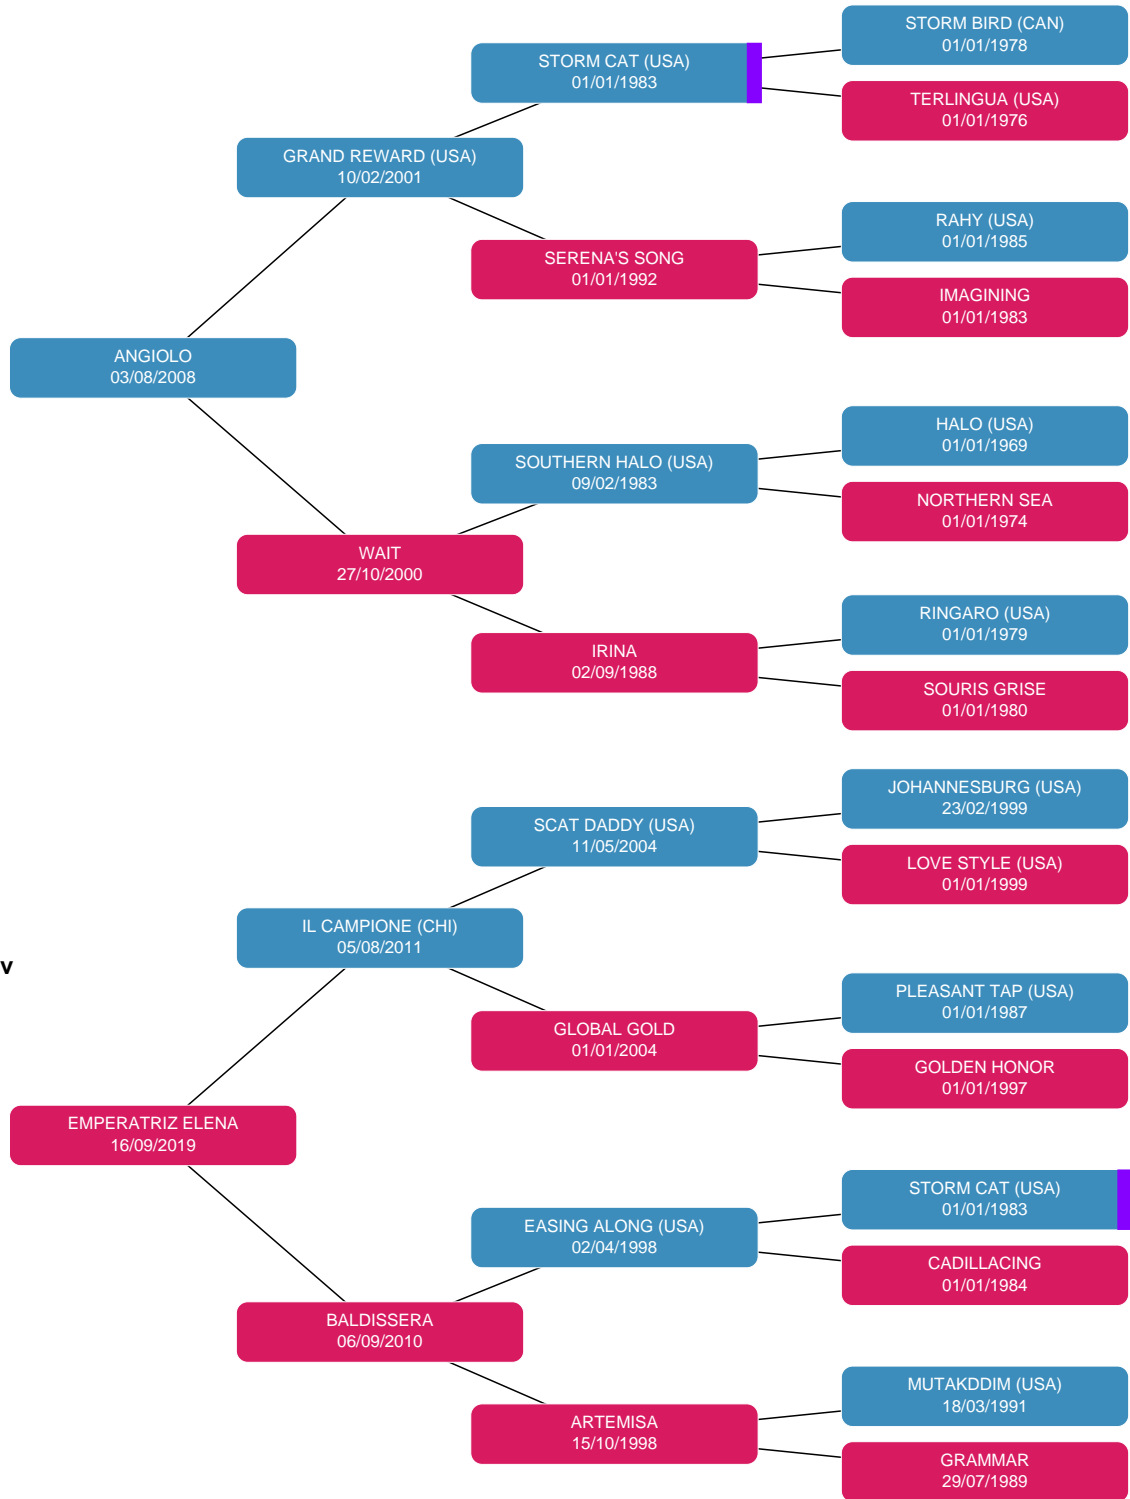 STORM BIRD (CAN)
01/01/1978
STORM CAT (USA)
01/01/1983
TERLINGUA (USA)
01/01/1976
GRAND REWARD (USA)
10/02/2001
RAHY (USA)
01/01/1985
SERENA'S SONG
01/01/1992
IMAGINING
01/01/1983
ANGIOLO
03/08/2008
HALO (USA)
01/01/1969
SOUTHERN HALO (USA)
09/02/1983
NORTHERN SEA
01/01/1974
WAIT
27/10/2000
RINGARO (USA)
01/01/1979
IRINA
02/09/1988
SOURIS GRISE
01/01/1980
JOHANNESBURG (USA)
23/02/1999
SCAT DADDY (USA)
11/05/2004
LOVE STYLE (USA)
01/01/1999
IL CAMPIONE (CHI)
05/08/2011
v
PLEASANT TAP (USA)
01/01/1987
GLOBAL GOLD
01/01/2004
GOLDEN HONOR
01/01/1997
EMPERATRIZ ELENA
16/09/2019
STORM CAT (USA)
01/01/1983
EASING ALONG (USA)
02/04/1998
CADILLACING
01/01/1984
BALDISSERA
06/09/2010
MUTAKDDIM (USA)
18/03/1991
ARTEMISA
15/10/1998
GRAMMAR
29/07/1989